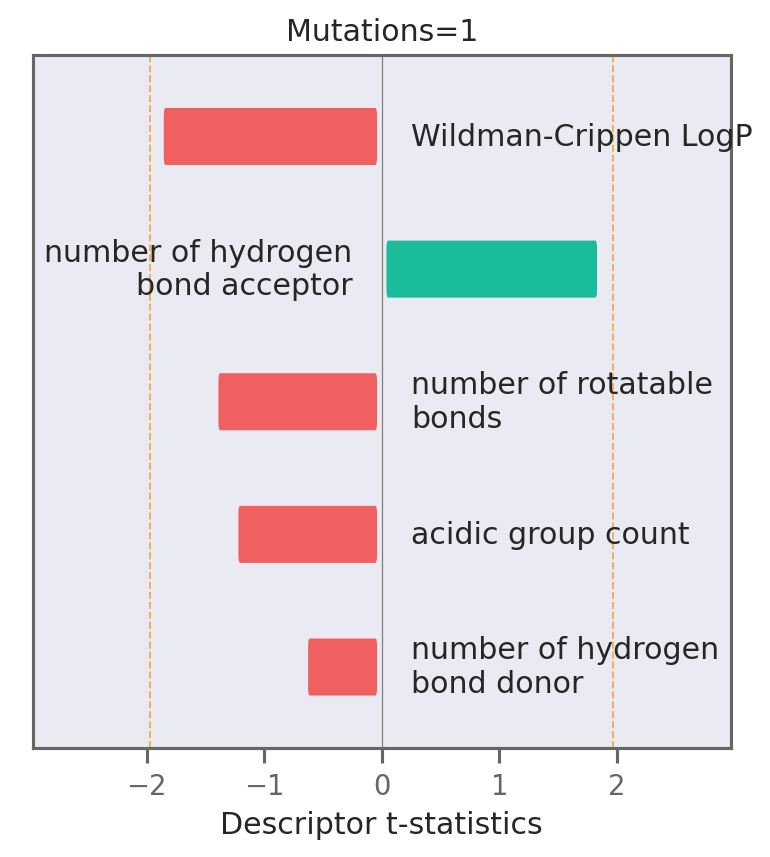 Mutations=1
Wildman-Crippen LogP
number of hydrogen
bond acceptor
number of rotatable
bonds
acidic group count
number of hydrogen
bond donor
−2 −1 0 1 2
Descriptor t-statistics